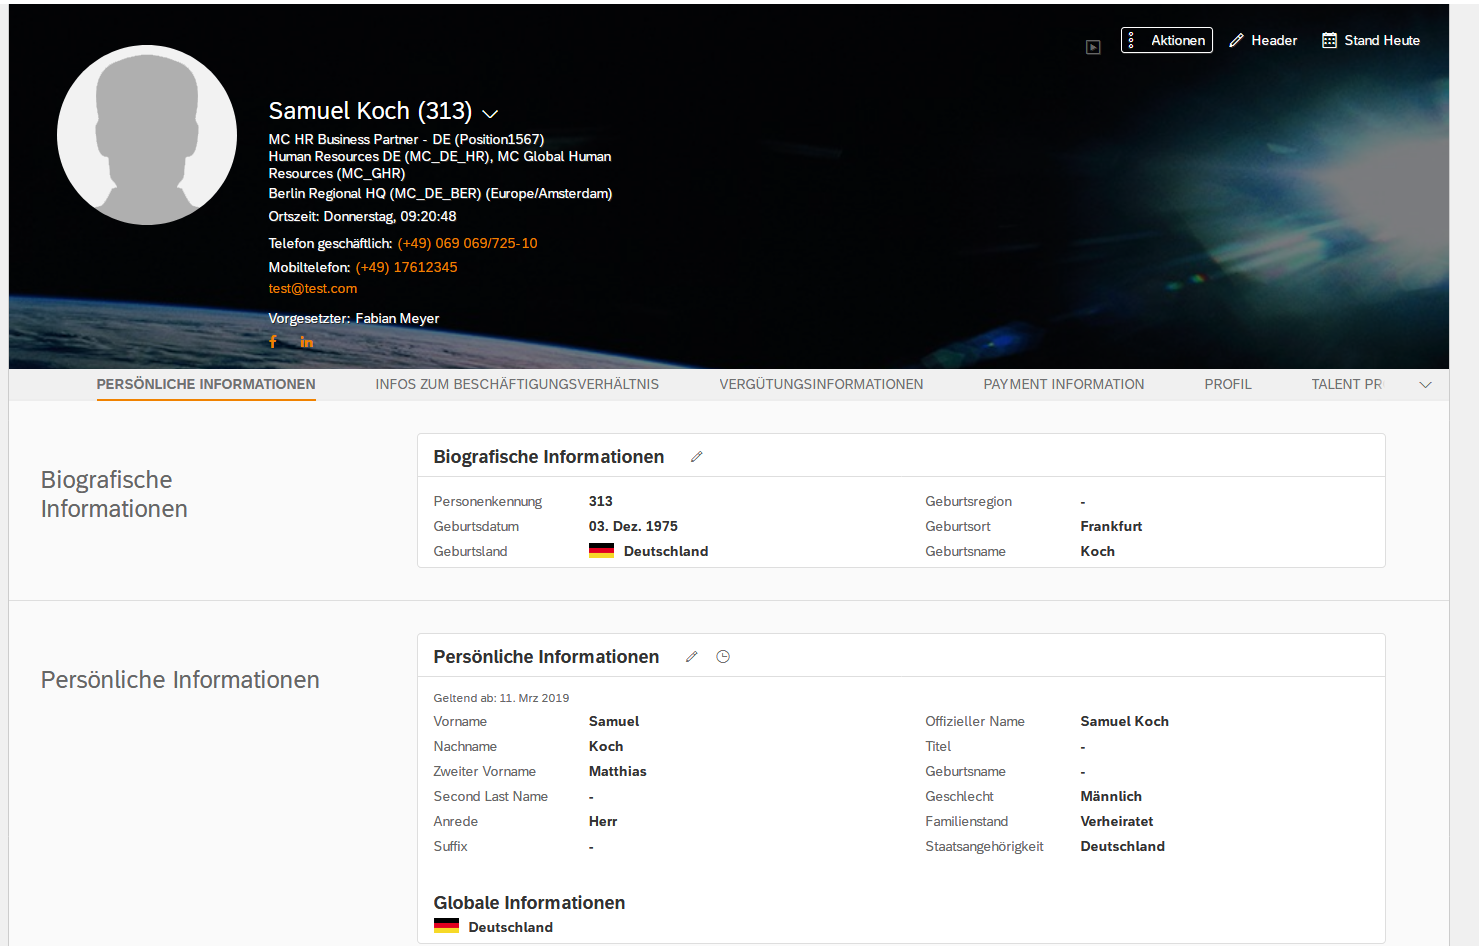 Aktionen
Header
Stand Heute
Samuel Koch (313)
MC HR Business Partner - DE (Position1567)
Human Resources DE (MC_DE_HR), MC Global Human
Resources (MC_GHR)
Berlin Regional HQ (MC_DE_BER) (Europe/Amsterdam)
Ortszeit: Donnerstag, 09:20:48
Telefon geschäftlich: (+49) 069 069/725-10
Mobiltelefon: (+49) 17612345
test@test.com
Vorgesetzter: Fabian Meyer
f in
PERSÖNLICHE INFORMATIONEN
INFOS ZUM BESCHÄFTIGUNGSVERHÄLTNIS
VERGÜTUNGSINFORMATIONEN
PAYMENT INFORMATION
PROFIL
TALENT PR
Biografische
Informationen
Biografische Informationen
Personenkennung 313
Geburtsdatum 03. Dez. 1975
Geburtsland Deutschland
Geburtsregion -
Geburtsort Frankfurt
Geburtsname Koch
Persönliche Informationen
Persönliche Informationen
Geltend ab: 11. Mrz 2019
Vorname Samuel
Nachname Koch
Zweiter Vorname Matthias
Second Last Name -
Anrede Herr
Suffix -
Offizieller Name Samuel Koch
Titel -
Geburtsname -
Geschlecht Männlich
Familienstand Verheiratet
Staatsangehörigkeit Deutschland
Globale Informationen
Deutschland